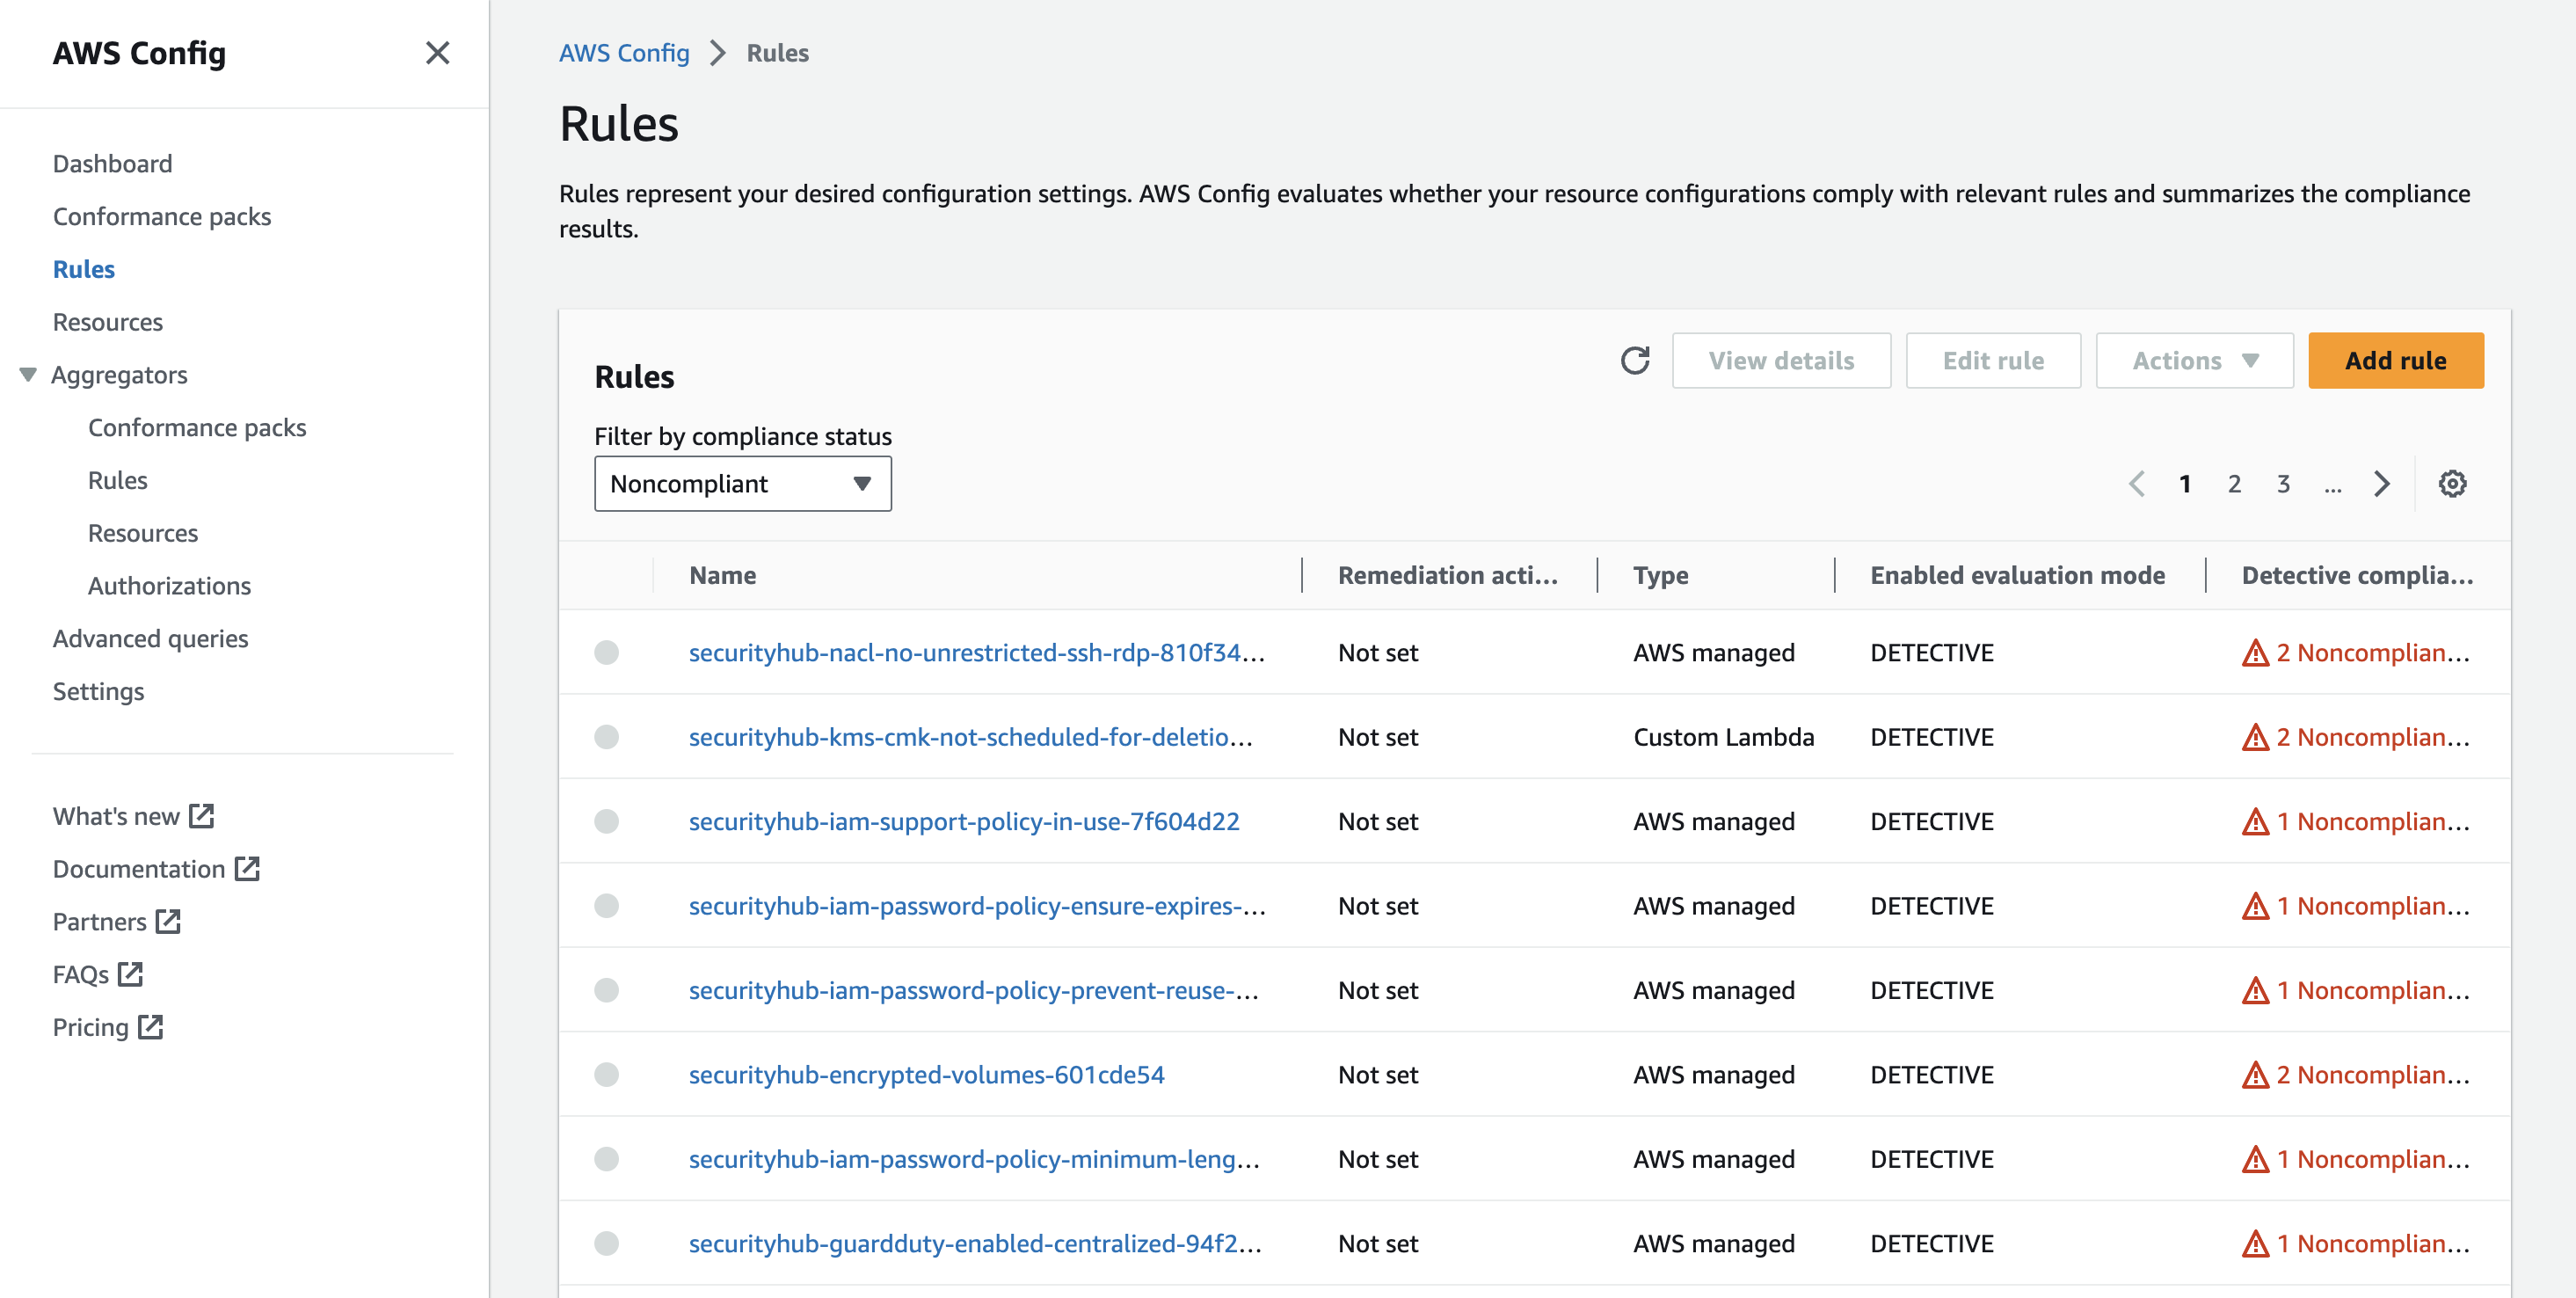 AWS Config
Dashboard
Conformance packs
Rules
Resources
Aggregators
Conformance packs
Rules
Resources
Authorizations
Advanced queries
Settings
What's new
Documentation
Partners
FAQs
Pricing
AWS Config > Rules
Rules
Rules represent your desired configuration settings. AWS Config evaluates whether your resource configurations comply with relevant rules and summarizes the compliance
results.
Rules
View details Edit rule Actions Add rule
Filter by compliance status
Noncompliant
1 2 3 ...
Name Remediation acti... Type Enabled evaluation mode Detective complia...
securityhub-nacl-no-unrestricted-ssh-rdp-810f34... Not set AWS managed DETECTIVE 2 Noncomplian...
securityhub-kms-cmk-not-scheduled-for-deletio... Not set Custom Lambda DETECTIVE 2 Noncomplian...
securityhub-iam-support-policy-in-use-7f604d22 Not set AWS managed DETECTIVE 1 Noncomplian...
securityhub-iam-password-policy-ensure-expires-... Not set AWS managed DETECTIVE 1 Noncomplian...
securityhub-iam-password-policy-prevent-reuse-... Not set AWS managed DETECTIVE 1 Noncomplian...
securityhub-encrypted-volumes-601cde54 Not set AWS managed DETECTIVE 2 Noncomplian...
securityhub-iam-password-policy-minimum-leng... Not set AWS managed DETECTIVE 1 Noncomplian...
securityhub-guardduty-enabled-centralized-94f2... Not set AWS managed DETECTIVE 1 Noncomplian...